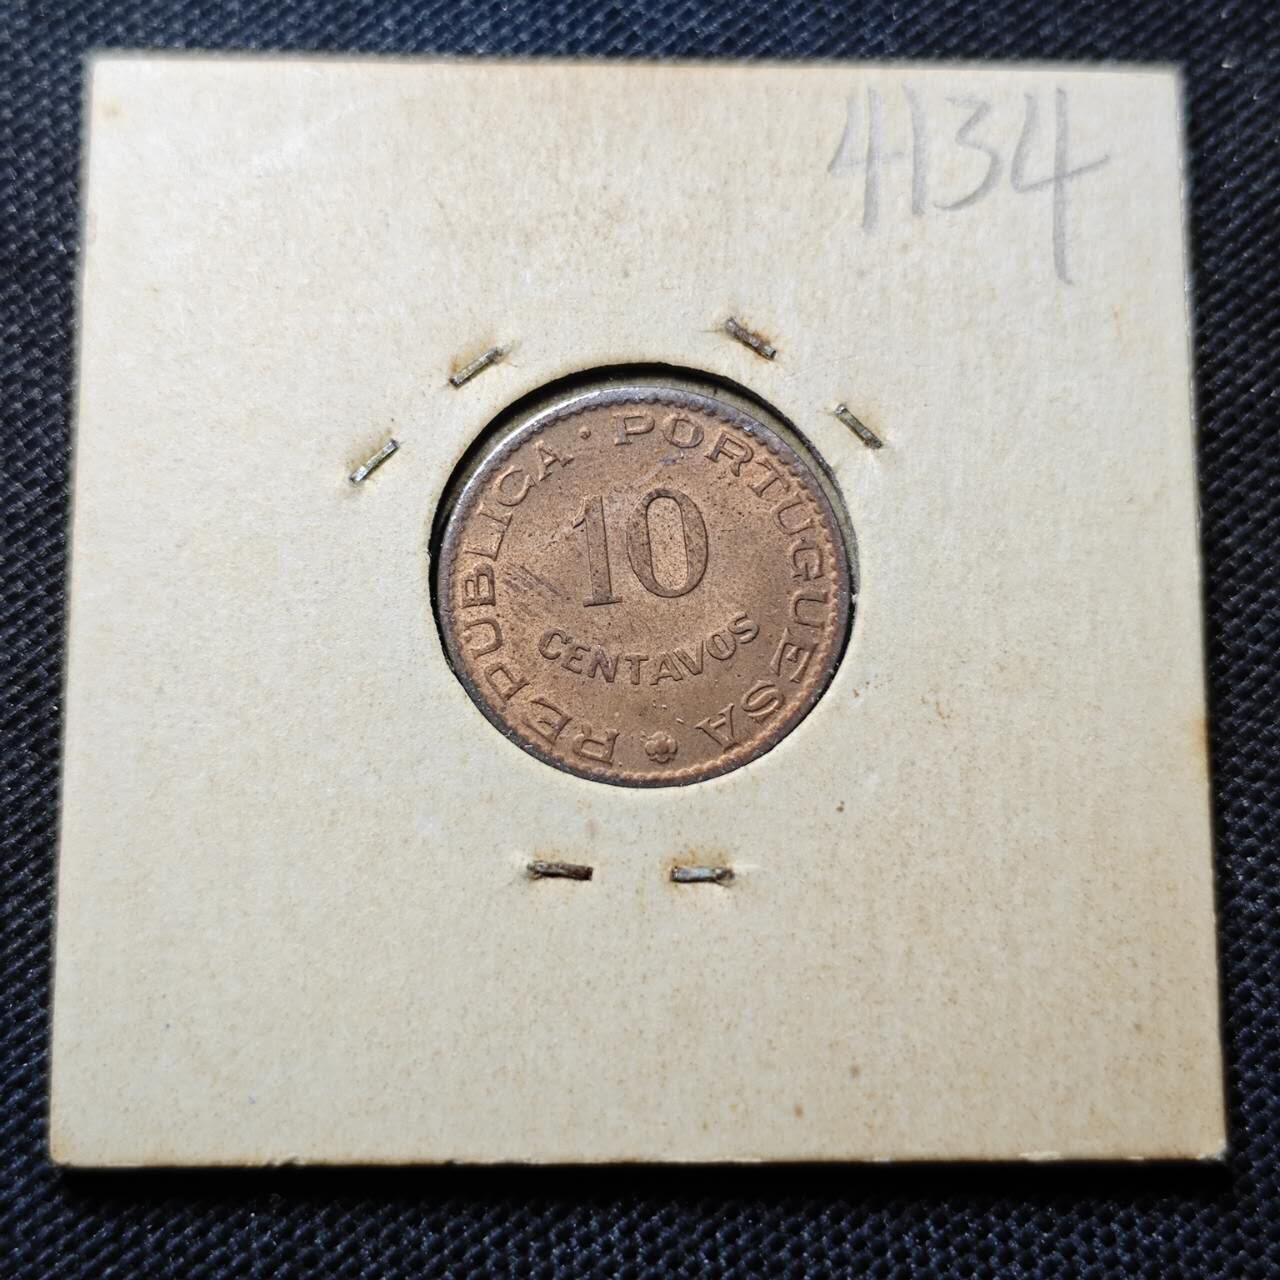 4134
REPUBLICA · PORTUGUESA
10
CENTAVOS